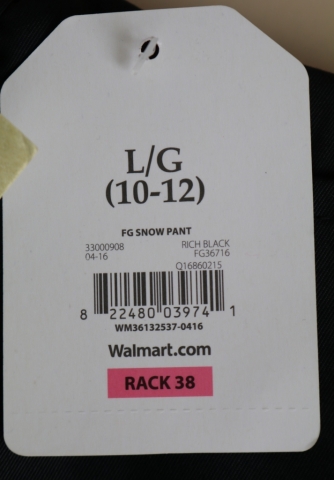 L/G
(10-12)
FG SNOW PANT
33000908 RICH BLACK
04-16 FG36716
Q16860215
8 22480 03974 1
WM36132537-0416
Walmart.com
RACK 38